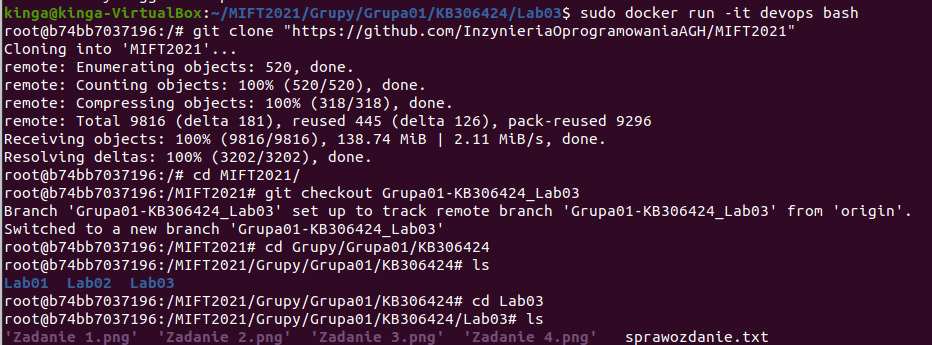 kinga@kinga-VirtualBox:~/MIFT2021/Grupy/Grupa01/KB306424/Lab03$ sudo docker run -it devops bash
root@b74bb7037196:/# git clone "https://github.com/InzynieriaOprogramowaniaAGH/MIFT2021"
Cloning into 'MIFT2021'...
remote: Enumerating objects: 520, done.
remote: Counting objects: 100% (520/520), done.
remote: Compressing objects: 100% (318/318), done.
remote: Total 9816 (delta 181), reused 445 (delta 126), pack-reused 9296
Receiving objects: 100% (9816/9816), 138.74 MiB | 2.11 MiB/s, done.
Resolving deltas: 100% (3202/3202), done.
root@b74bb7037196:/# cd MIFT2021/
root@b74bb7037196:/MIFT2021# git checkout Grupa01-KB306424_Lab03
Branch 'Grupa01-KB306424_Lab03' set up to track remote branch 'Grupa01-KB306424_Lab03' from 'origin'.
Switched to a new branch 'Grupa01-KB306424_Lab03'
root@b74bb7037196:/MIFT2021# cd Grupy/Grupa01/KB306424
root@b74bb7037196:/MIFT2021/Grupy/Grupa01/KB306424# ls
Lab01  Lab02  Lab03
root@b74bb7037196:/MIFT2021/Grupy/Grupa01/KB306424# cd Lab03
root@b74bb7037196:/MIFT2021/Grupy/Grupa01/KB306424/Lab03# ls
'Zadanie 1.png'  'Zadanie 2.png'  'Zadanie 3.png'  'Zadanie 4.png'   sprawozdanie.txt